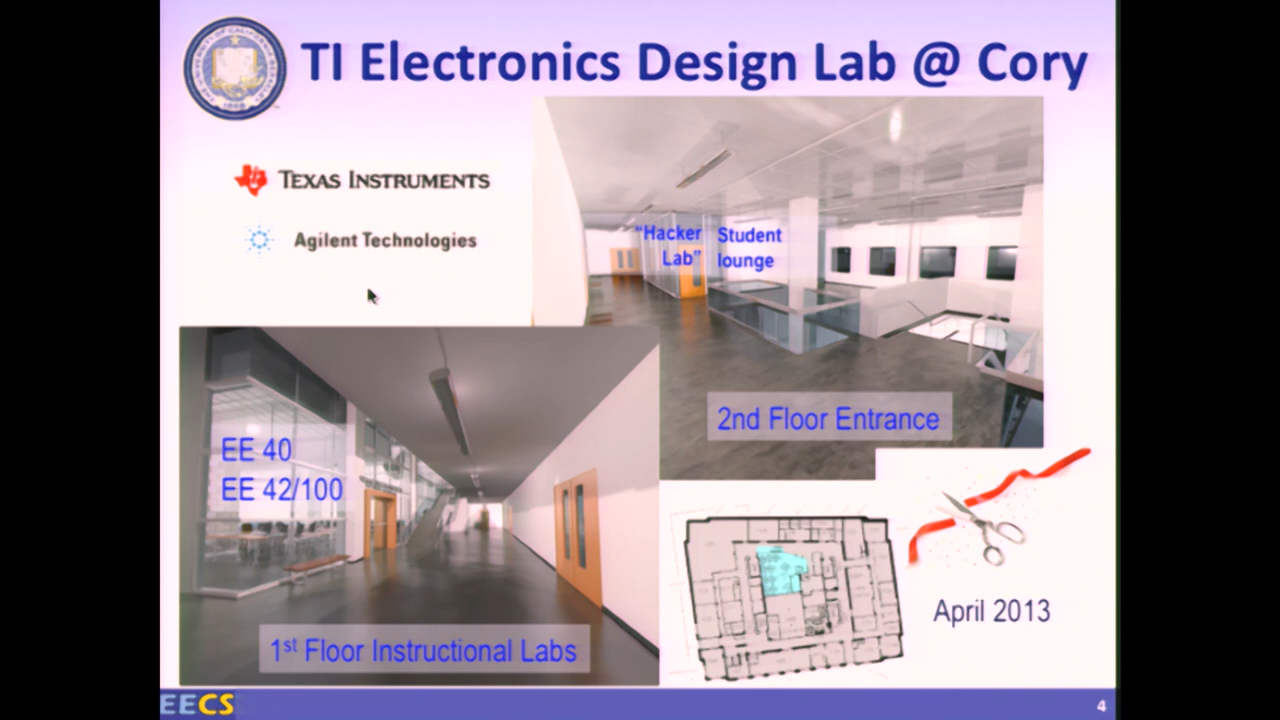 TI Electronics Design Lab @ Cory
TEXAS INSTRUMENTS
Agilent Technologies
"Hacker Lab"
Student lounge
2nd Floor Entrance
EE 40
EE 42/100
1st Floor Instructional Labs
April 2013
EECS
4